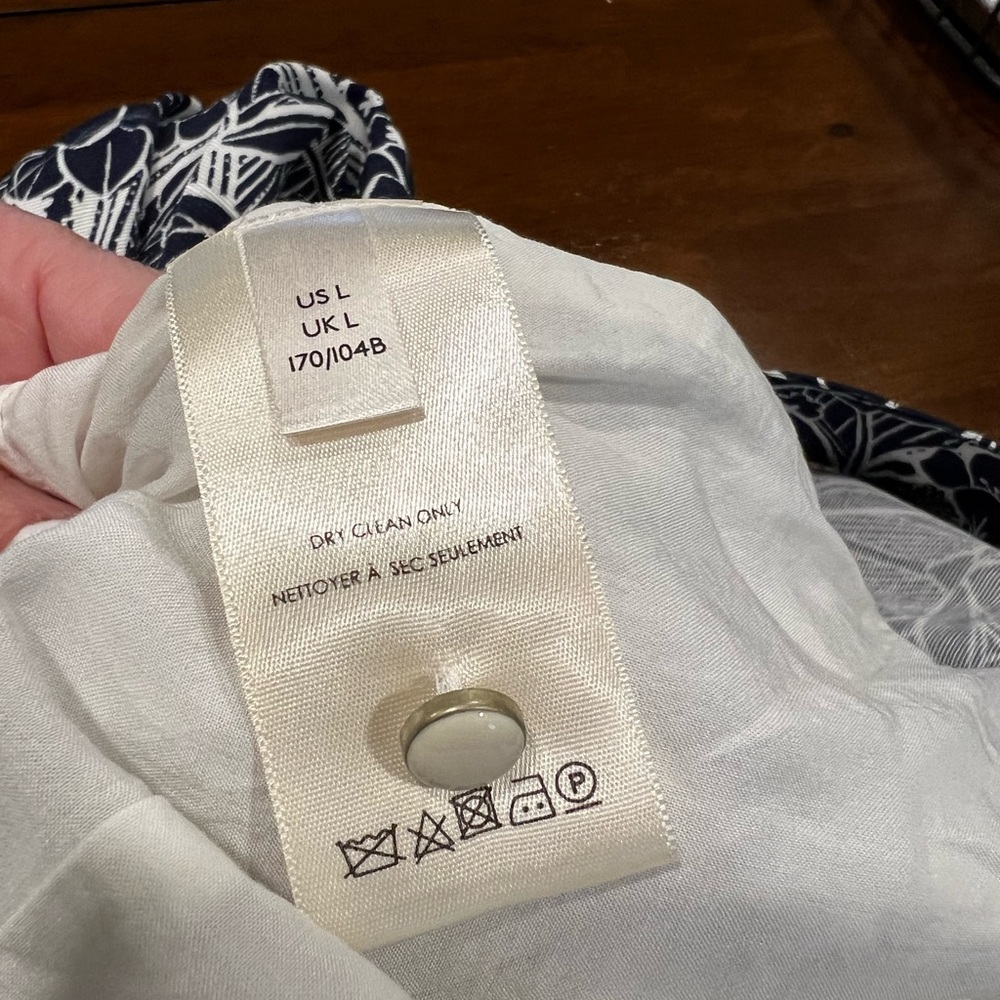 US L
UK L
170/104B
DRY CLEAN ONLY
NETTOYER À SEC SEULEMENT
P